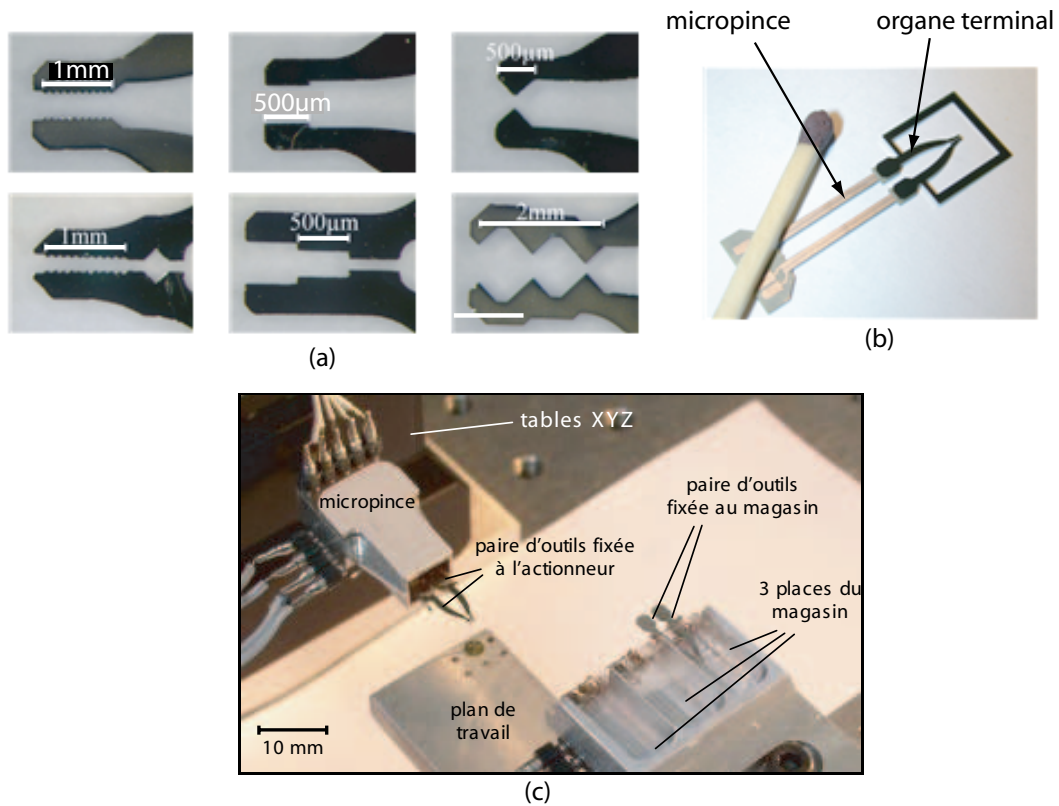 micropince
organe terminal
1mm
500µm
500µm
1mm
500µm
2mm
(a)
(b)
tables XYZ
micropince
paire d'outils fixée
à l'actionneur
paire d'outils
fixée au magasin
3 places du
magasin
plan de
travail
10 mm
(c)